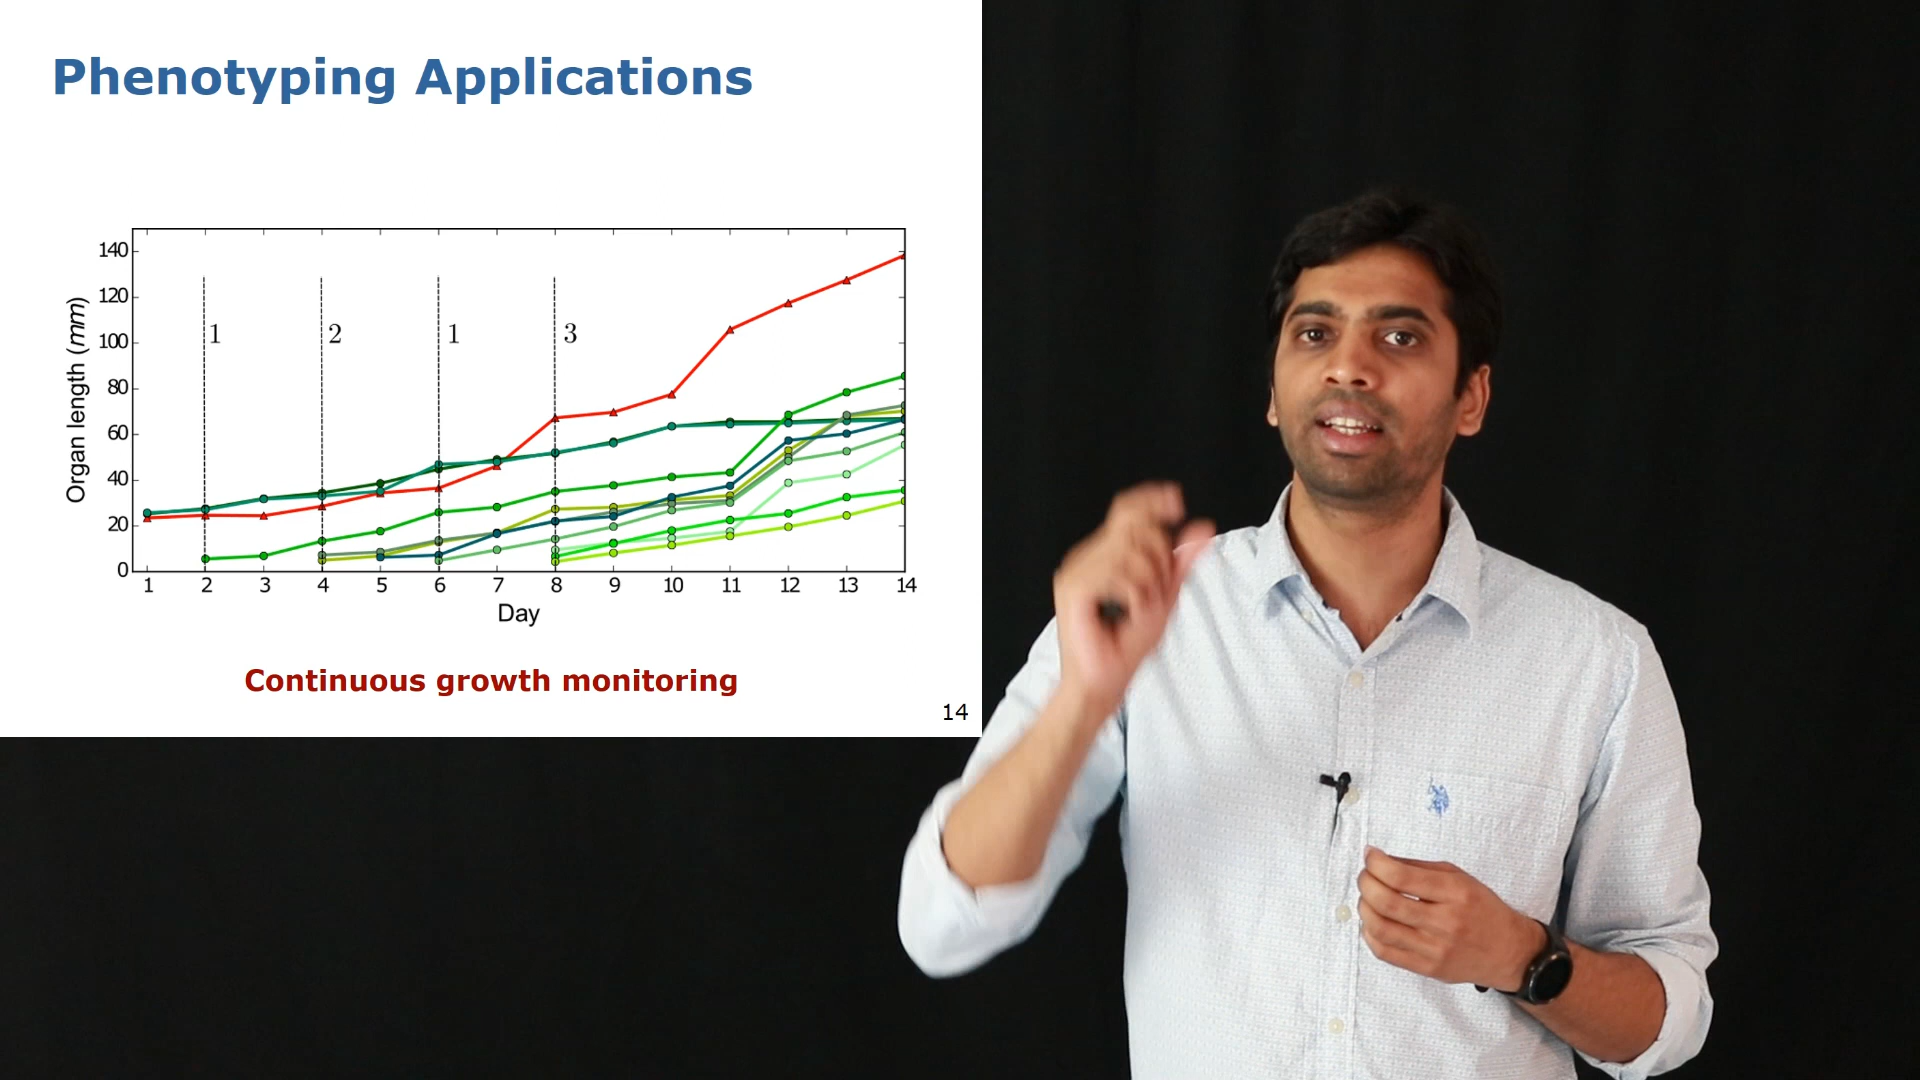 Phenotyping Applications
Organ length (mm)
140
120
100
80
60
40
20
0
1
2
1
3
1 2 3 4 5 6 7 8 9 10 11 12 13 14
Day
Continuous growth monitoring
14